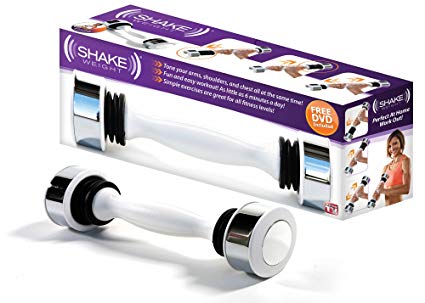 SHAKE
WEIGHT
Tone your arms, shoulders, and chest all at the same time!
Fun and easy workout! As little as 6 minutes a day!
Simple exercises are great for all fitness levels!
FREE
DVD
Included
SHAKE
WEIGHT
Perfect At Home
Work Out!